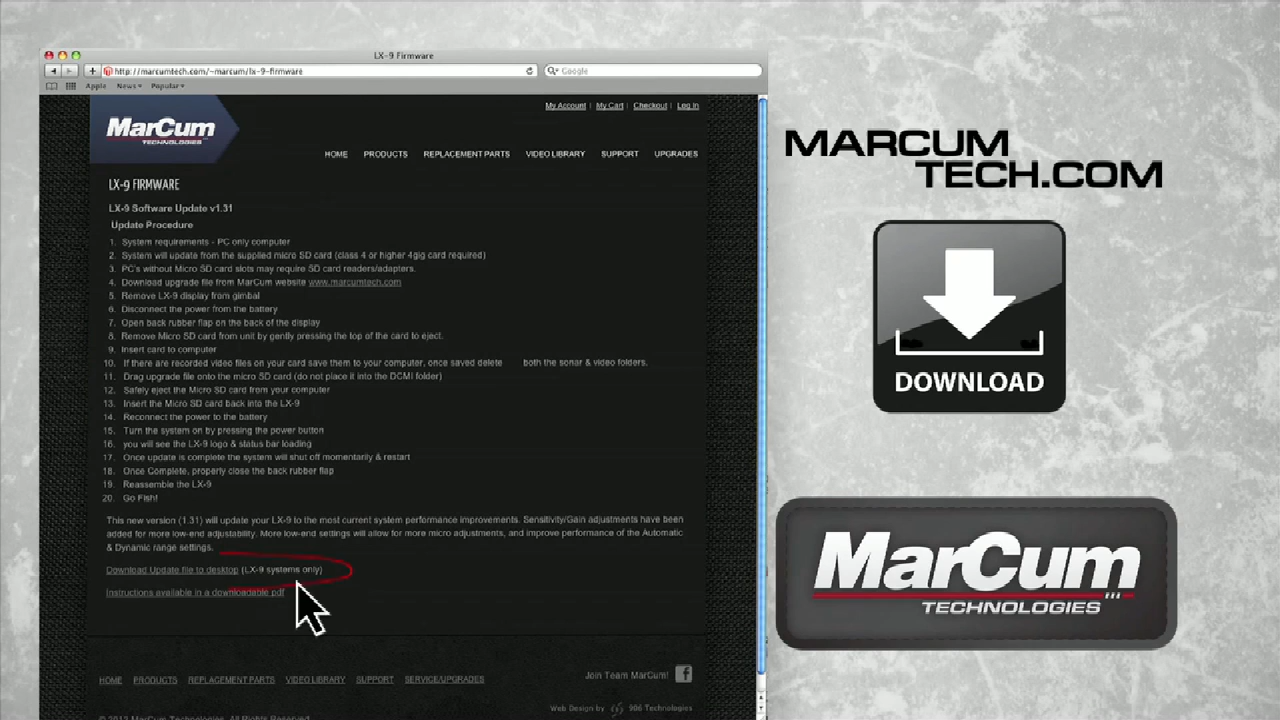 LX-9 Firmware
http://marcumtech.com/~marcum/lx-9-firmware
Google
Apple News Popular
My Account | My Cart | Checkout | Log In
MarCum
TECHNOLOGIES
HOME PRODUCTS REPLACEMENT PARTS VIDEO LIBRARY SUPPORT UPGRADES
LX-9 FIRMWARE
LX-9 Software Update v1.31
Update Procedure
1. System requirements - PC only computer
2. System will update from the supplied micro SD card (class 4 or higher 4gig card required)
3. PC's without Micro SD card slots may require SD card readers/adapters.
4. Download upgrade file from MarCum website www.marcumtech.com
5. Remove LX-9 display from gimbal
6. Disconnect the power from the battery
7. Open back rubber flap on the back of the display
8. Remove Micro SD card from unit by gently pressing the top of the card to eject.
9. Insert card to computer
10. If there are recorded video files on your card save them to your computer, once saved delete both the sonar & video folders.
11. Drag upgrade file onto the micro SD card (do not place it into the DCMI folder)
12. Safely eject the Micro SD card from your computer
13. Insert the Micro SD card back into the LX-9
14. Reconnect the power to the battery
15. Turn the system on by pressing the power button
16. you will see the LX-9 logo & status bar loading
17. Once update is complete the system will shut off momentarily & restart
18. Once Complete, properly close the back rubber flap
19. Reassemble the LX-9
20. Go Fish!
This new version (1.31) will update your LX-9 to the most current system performance improvements. Sensitivity/Gain adjustments have been
added for more low-end adjustability. More low-end settings will allow for more micro adjustments, and improve performance of the Automatic
& Dynamic range settings.
Download Update file to desktop (LX-9 systems only)
Instructions available in a downloadable pdf
HOME PRODUCTS REPLACEMENT PARTS VIDEO LIBRARY SUPPORT SERVICE/UPGRADES
Join Team MarCum!
Web Design by 906 Technologies
© 2012 MarCum Technologies. All Rights Reserved
MARCUM
TECH.COM
DOWNLOAD
MarCum
TECHNOLOGIES